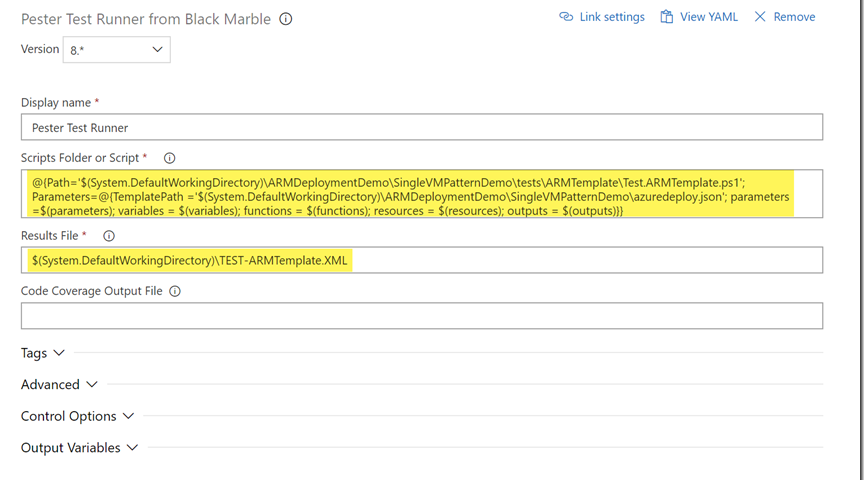 Pester Test Runner from Black Marble
Link settings
View YAML
Remove
Version 8.*
Display name *
Pester Test Runner
Scripts Folder or Script *
@{Path='$(System.DefaultWorkingDirectory)\ARMDeploymentDemo\SingleVMPatternDemo\tests\ARMTemplate\Test.ARMTemplate.ps1';
Parameters=@{TemplatePath ='$(System.DefaultWorkingDirectory)\ARMDeploymentDemo\SingleVMPatternDemo\azuredeploy.json'; parameters
=$(parameters); variables = $(variables); functions = $(functions); resources = $(resources); outputs = $(outputs)}}
Results File *
$(System.DefaultWorkingDirectory)\TEST-ARMTemplate.XML
Code Coverage Output File
Tags
Advanced
Control Options
Output Variables